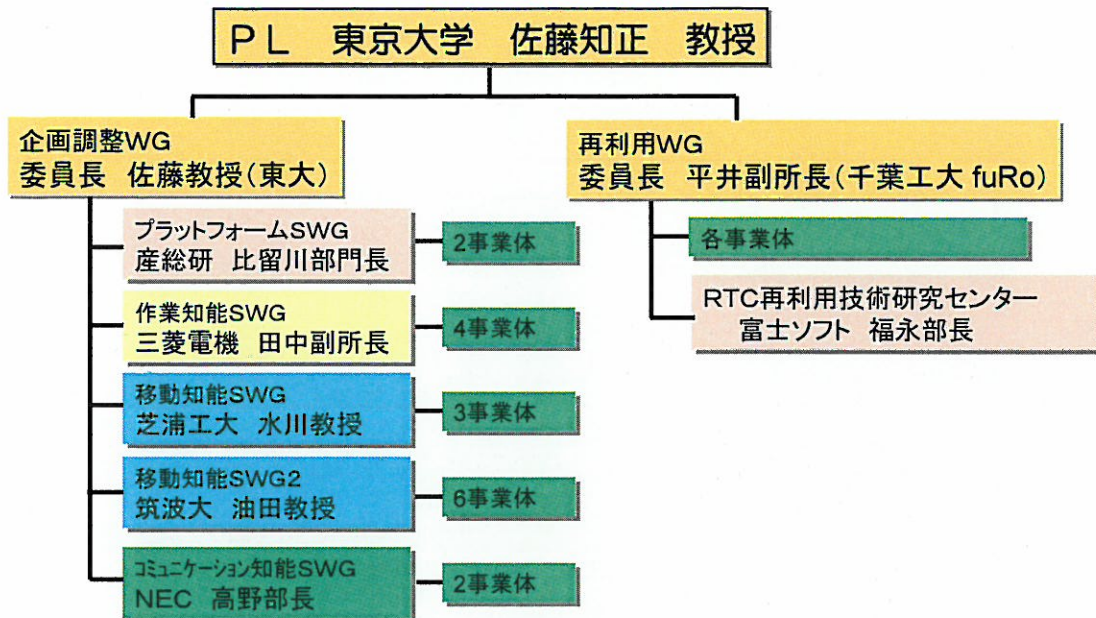 PL 東京大学 佐藤知正 教授
企画調整WG
委員長 佐藤教授(東大)
プラットフォームSWG
産総研 比留川部門長
2事業体
作業知能SWG
三菱電機 田中副所長
4事業体
移動知能SWG
芝浦工大 水川教授
3事業体
移動知能SWG2
筑波大 油田教授
6事業体
コミュニケーション知能SWG
NEC 高野部長
2事業体
再利用WG
委員長 平井副所長(千葉工大 fuRo)
各事業体
RTC再利用技術研究センター
富士ソフト 福永部長